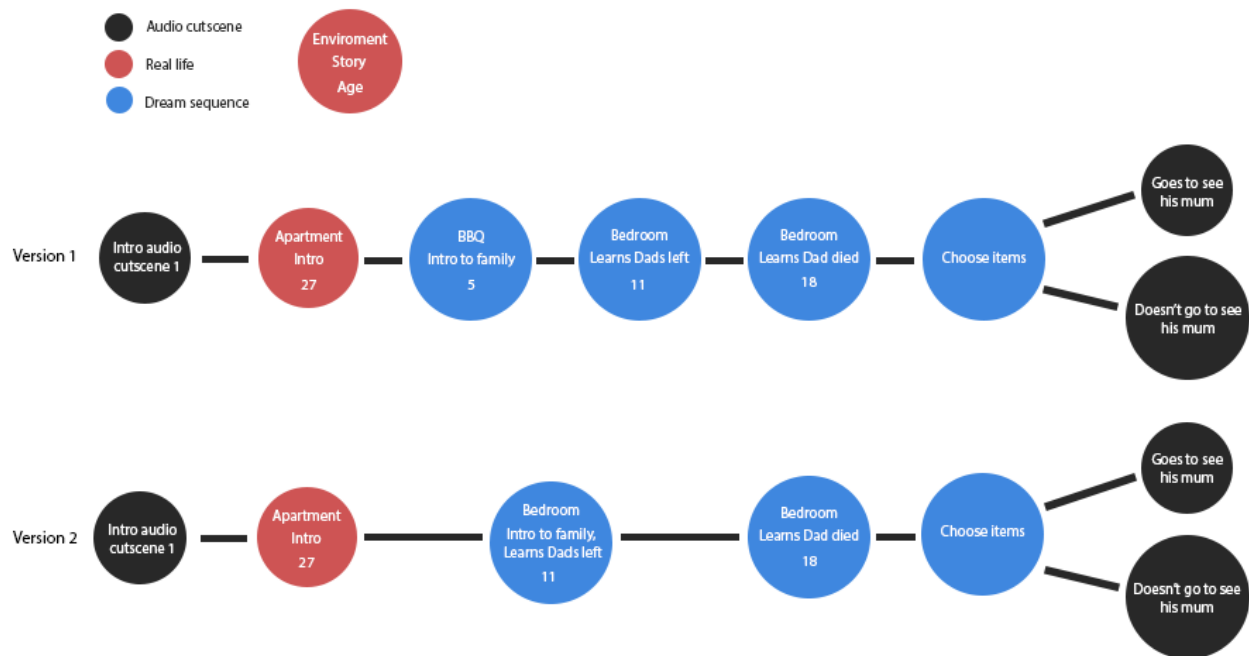 Audio cutscene
Real life
Dream sequence
Enviroment
Story
Age
Version 1
Intro audio
cutscene 1
Apartment
Intro
27
BBQ
Intro to family
5
Bedroom
Learns Dads left
11
Bedroom
Learns Dad died
18
Choose items
Goes to see
his mum
Doesn't go to see
his mum
Version 2
Intro audio
cutscene 1
Apartment
Intro
27
Bedroom
Intro to family,
Learns Dads left
11
Bedroom
Learns Dad died
18
Choose items
Goes to see
his mum
Doesn't go to see
his mum